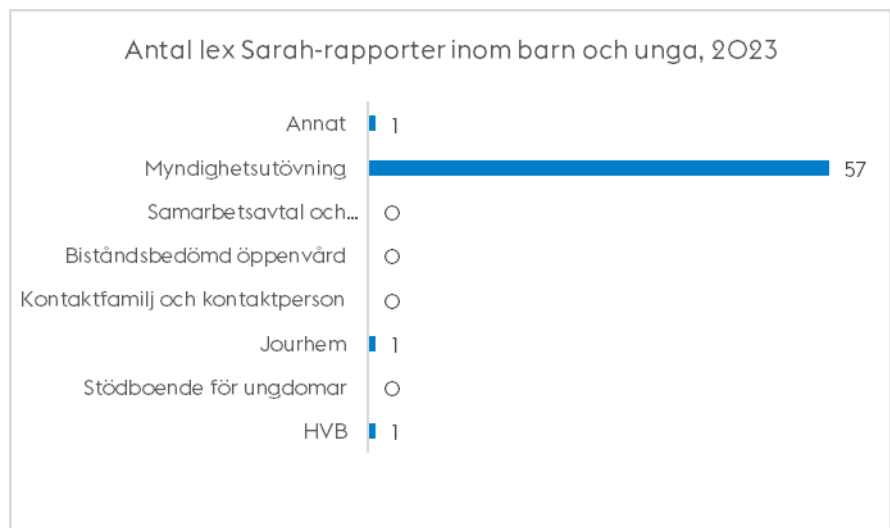 Antal lex Sarah-rapporter inom barn och unga, 2023
Annat 1
Myndighetsutövning 57
Samarbetsavtal och... 0
Biståndsbedömd öppenvård 0
Kontaktfamilj och kontaktperson 0
Jourhem 1
Stödboende för ungdomar 0
HVB 1